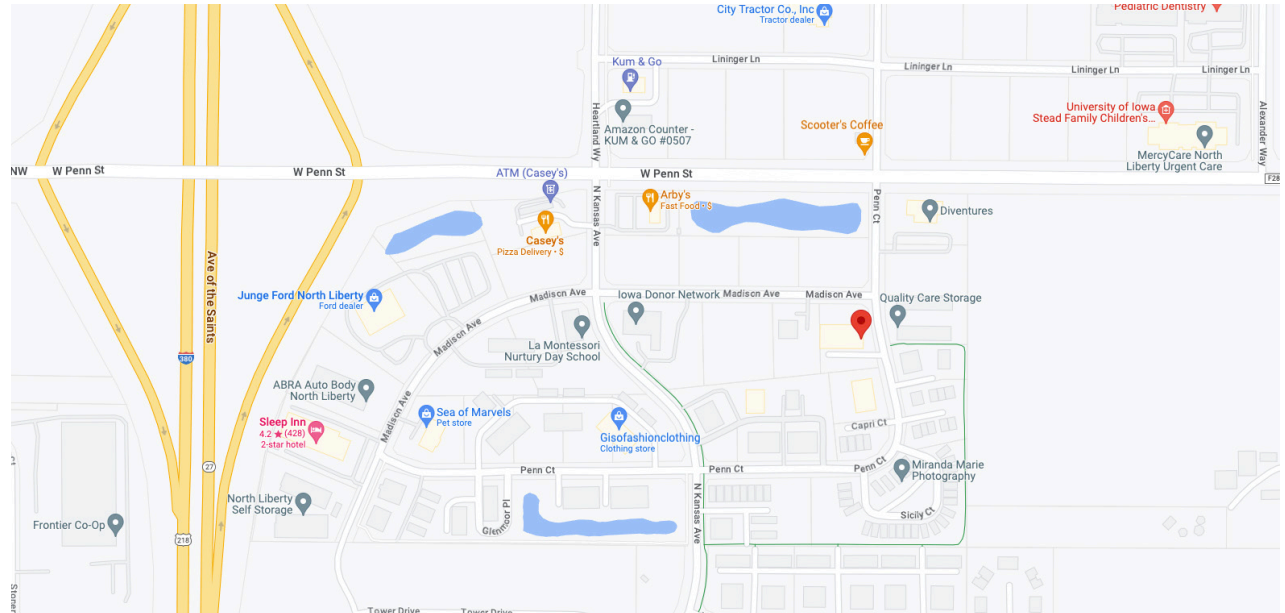 Pediatric Dentistry
City Tractor Co., Inc
Tractor dealer
Lininger Ln
Lininger Ln
Lininger Ln
Lininger Ln
Kum & Go
Heartland Wy
Amazon Counter -
KUM & GO #0507
Scooter's Coffee
University of Iowa
Stead Family Children's...
Alexander Way
MercyCare North
Liberty Urgent Care
NW
W Penn St
W Penn St
ATM (Casey's)
W Penn St
F28
Arby's
Fast Food • $
N Kansas Ave
Penn Ct
Diventures
Casey's
Pizza Delivery • $
Ave of the Saints
Junge Ford North Liberty
Ford dealer
Madison Ave
Iowa Donor Network
Madison Ave
Madison Ave
Quality Care Storage
Madison Ave
La Montessori
Nurtury Day School
380
ABRA Auto Body
North Liberty
Madison Ave
Sleep Inn
4.2 ★ (428)
2-star hotel
Sea of Marvels
Pet store
Gisofashionclothing
Clothing store
Capri Ct
27
Penn Ct
Penn Ct
Penn Ct
Miranda Marie
Photography
North Liberty
Self Storage
Glenmoor Pl
N Kansas Ave
Sicily Ct
Frontier Co-Op
218
Stoner
Tower Drive
Tower Drive